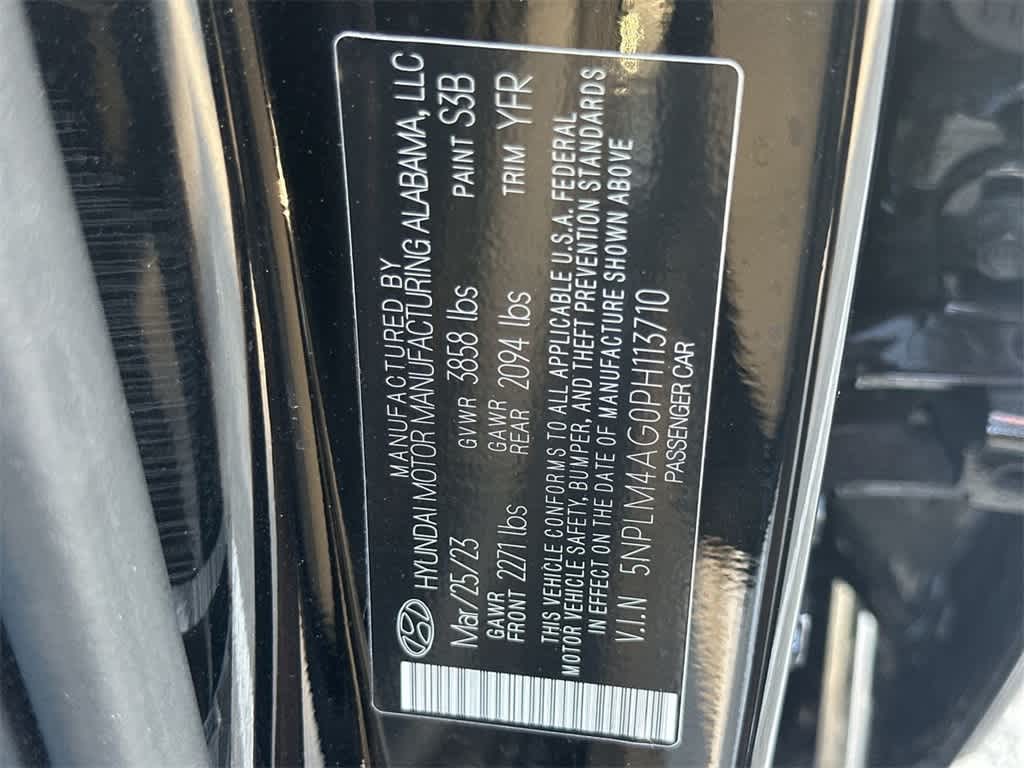 MANUFACTURED BY
HYUNDAI MOTOR MANUFACTURING ALABAMA, LLC
Mar/25/23 GVWR 3858 lbs PAINT S3B
GAWR FRONT 2271 lbs GAWR REAR 2094 lbs TRIM YFR
THIS VEHICLE CONFORMS TO ALL APPLICABLE U.S.A. FEDERAL
MOTOR VEHICLE SAFETY, BUMPER, AND THEFT PREVENTION STANDARDS
IN EFFECT ON THE DATE OF MANUFACTURE SHOWN ABOVE
V.I.N 5NPLM4AG0PH113710
PASSENGER CAR